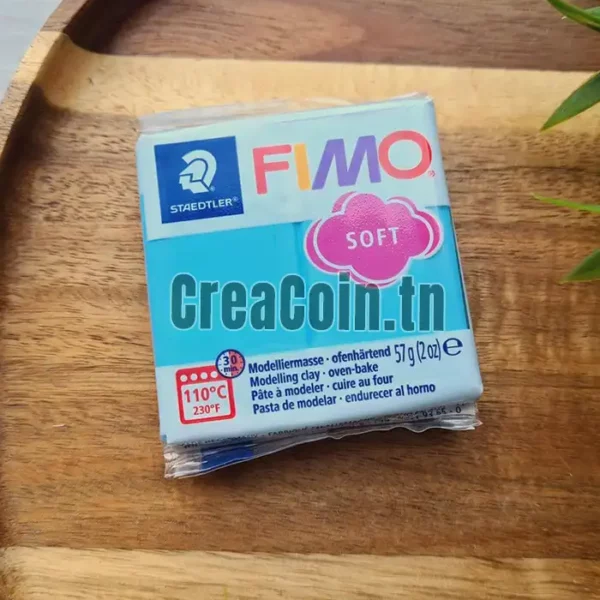 STAEDTLER®
FIMO®
SOFT
CreaCoin.tn
30 min.
110°C
230°F
Modelliermasse · ofenhärtend 57 g (2 oz) e
Modelling clay · oven-bake
Pâte à modeler · cuire au four
Pasta de modelar · endurecer al horno